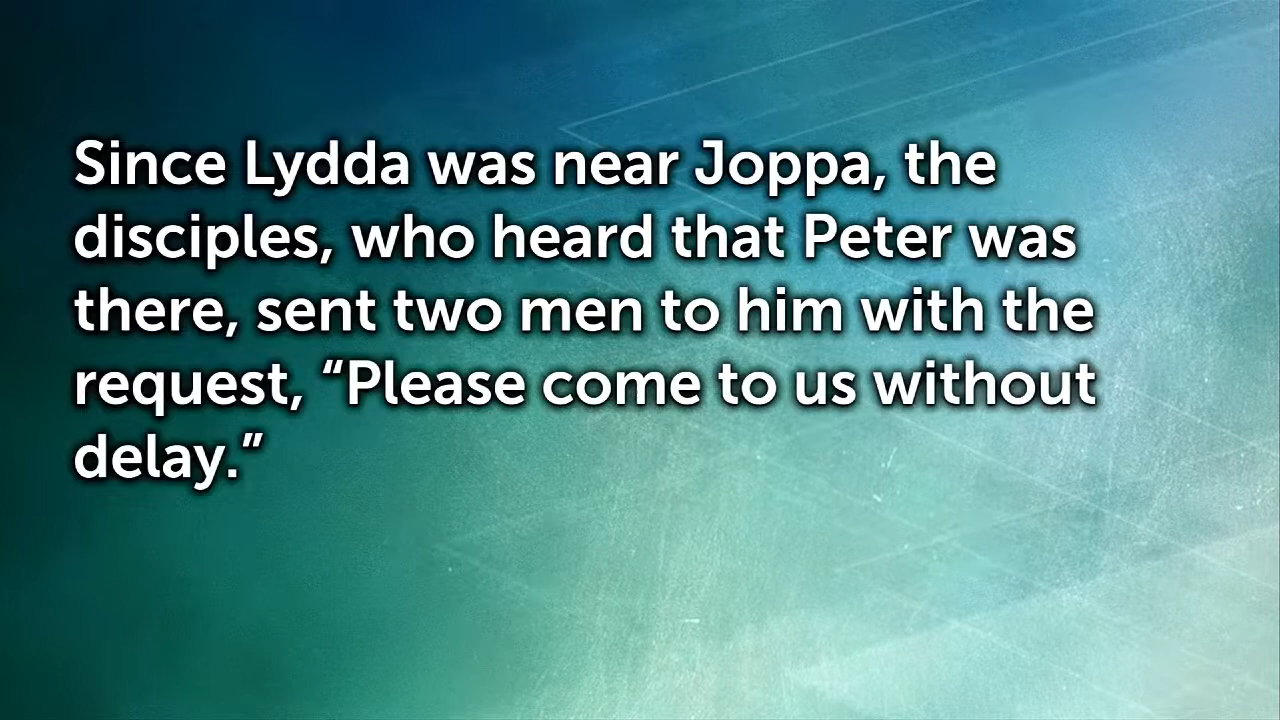 Since Lydda was near Joppa, the
disciples, who heard that Peter was
there, sent two men to him with the
request, “Please come to us without
delay.”